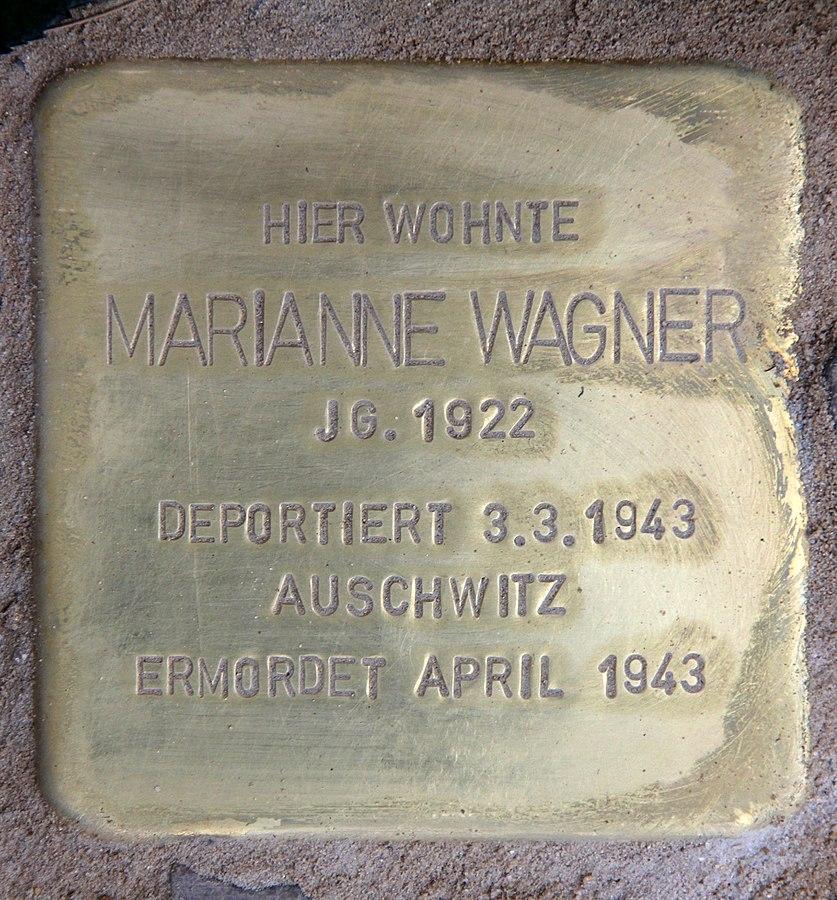 HIER WOHNTE
MARIANNE WAGNER
JG. 1922
DEPORTIERT 3.3.1943
AUSCHWITZ
ERMORDET APRIL 1943